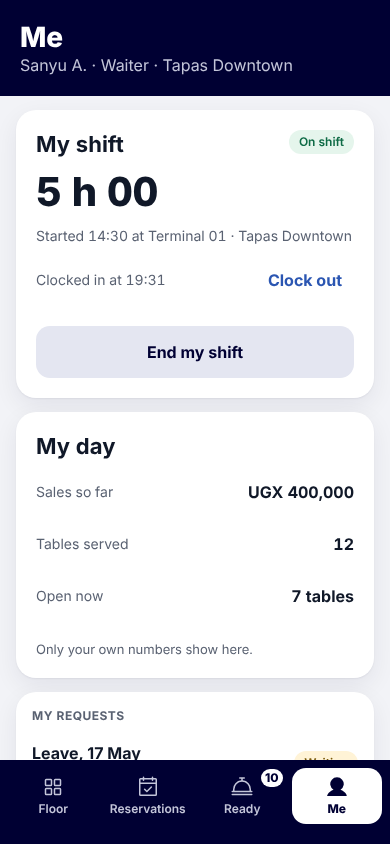 Me
Sanyu A. · Waiter · Tapas Downtown
My shift
On shift
5 h 00
Started 14:30 at Terminal 01 · Tapas Downtown
Clocked in at 19:31
Clock out
End my shift
My day
Sales so far
UGX 400,000
Tables served
12
Open now
7 tables
Only your own numbers show here.
MY REQUESTS
Leave, 17 May
Floor
Reservations
Ready
10
Me